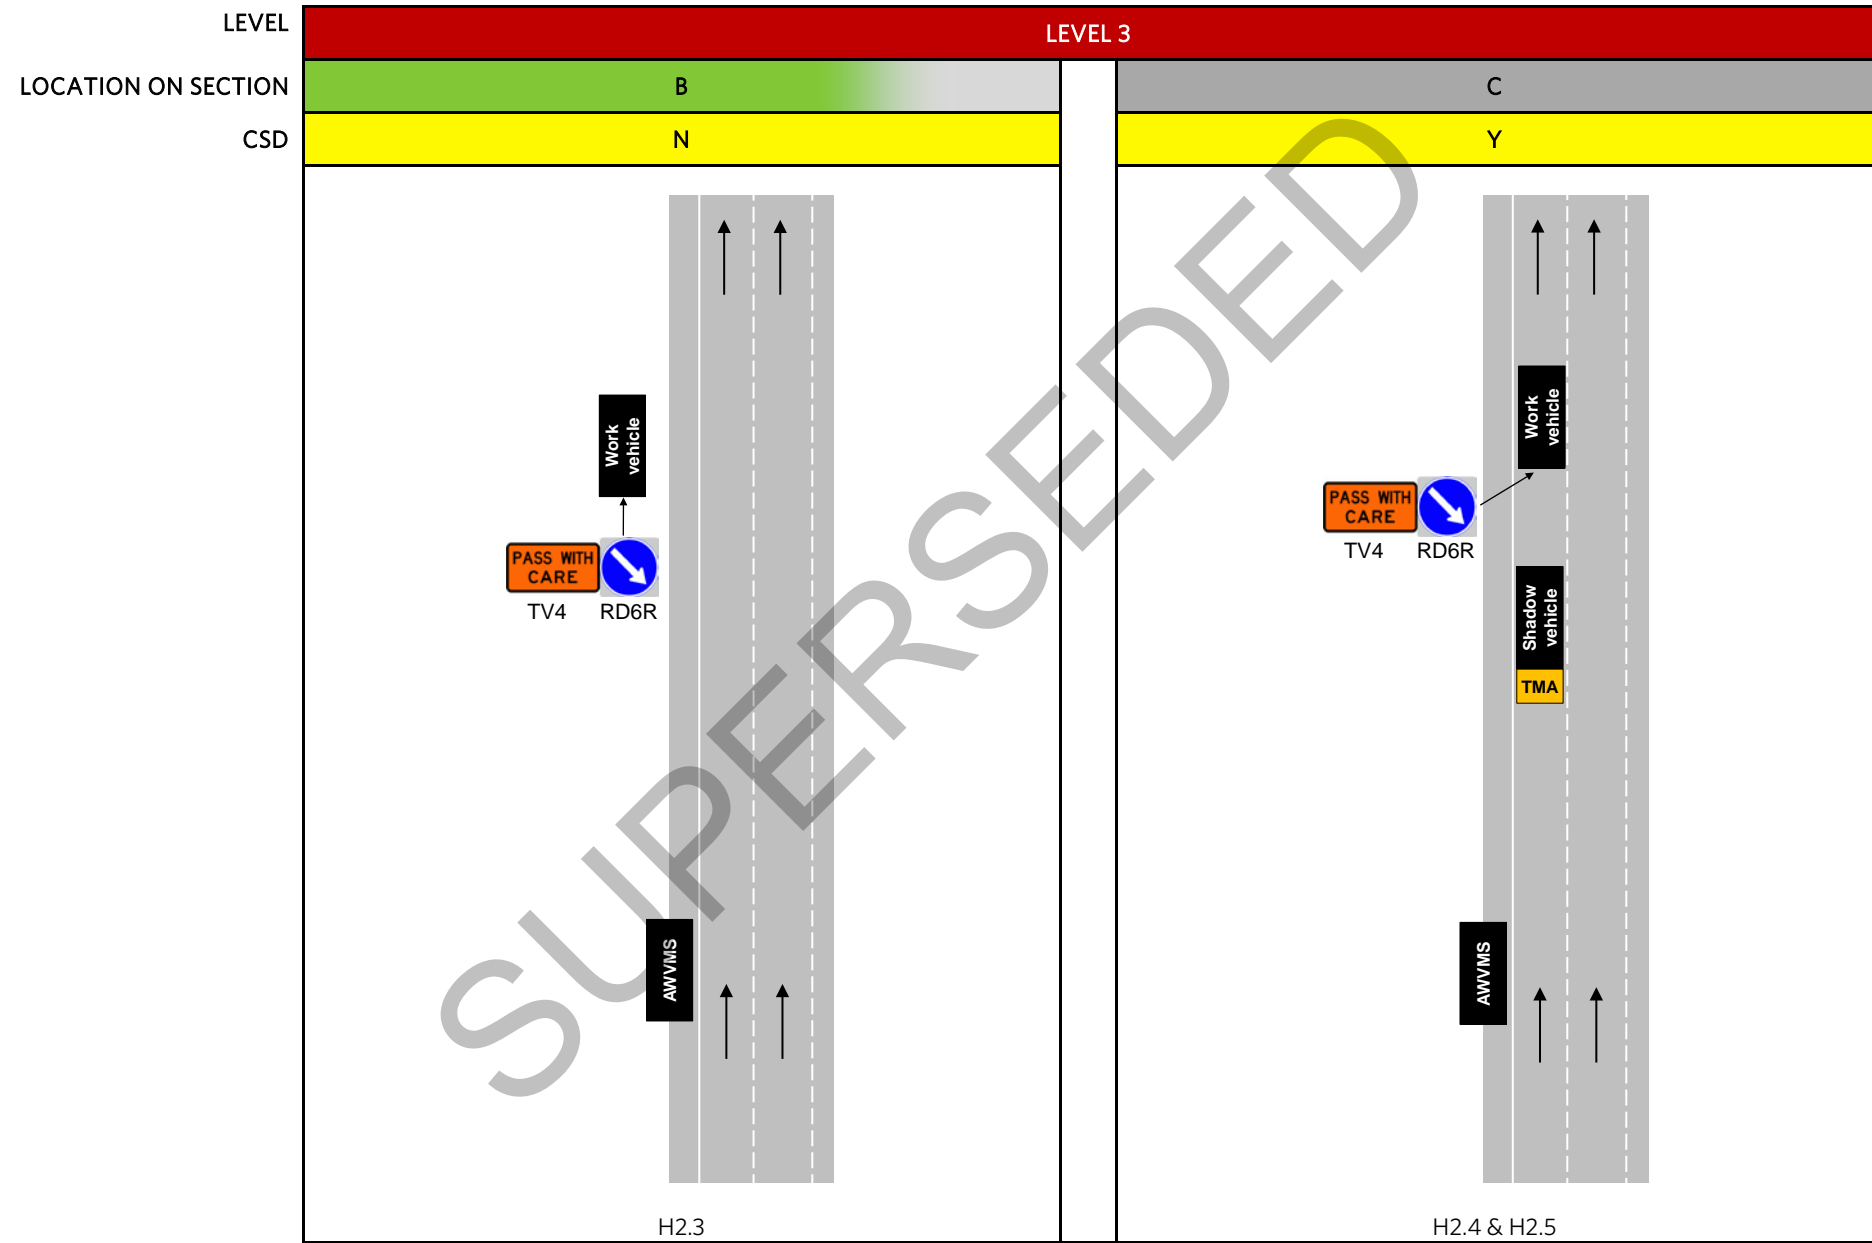 LEVEL
LEVEL 3
LOCATION ON SECTION
B
C
CSD
N
Y
SUPERSEDED
Work
vehicle
PASS WITH
CARE
TV4
RD6R
AWVMS
H2.3
Work
vehicle
PASS WITH
CARE
TV4
RD6R
Shadow
vehicle
TMA
AWVMS
H2.4 & H2.5